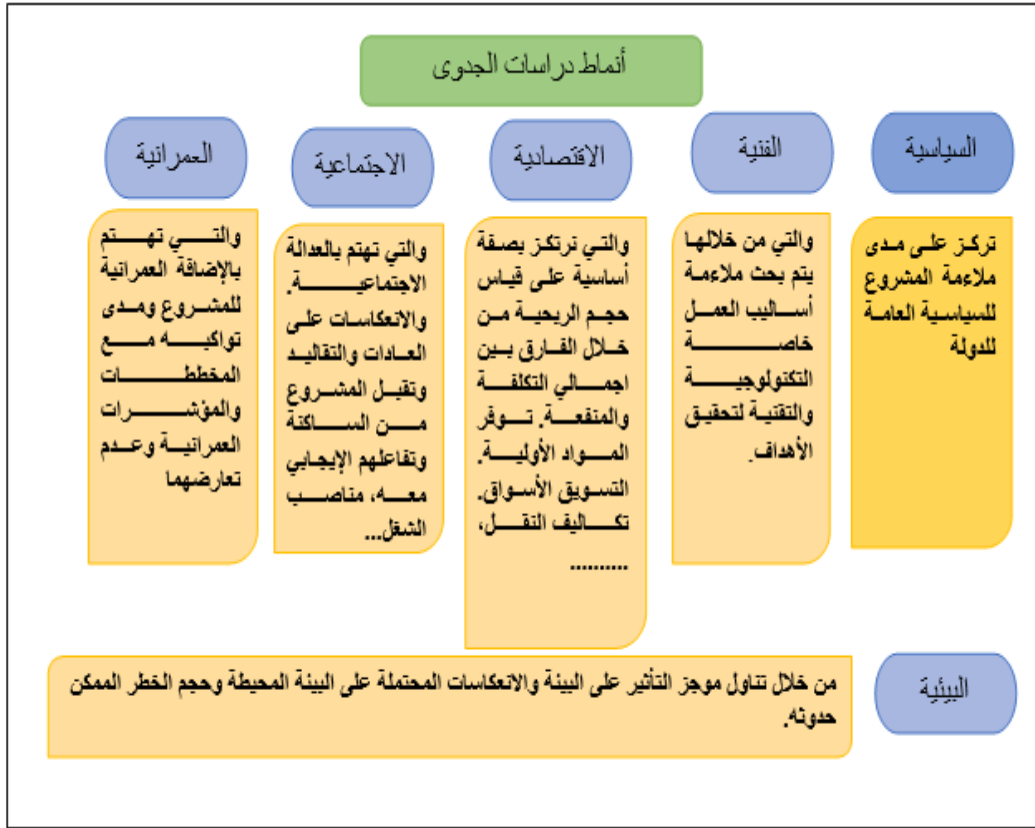 أنماط دراسات الجدوى
السياسية
تركز على مدى
ملاءمة المشروع
للسياسية العامة
للدولة
الفنية
والتي من خلالها
يتم بحث ملاءمة
أساليب العمل
خاصة
التكنولوجية
والتقنية لتحقيق
الأهداف.
الاقتصادية
والتي ترتكز بصفة
أساسية على قياس
حجم الربحية من
خلال الفارق بين
اجمالي التكلفة
والمنفعة. توفر
المواد الأولية.
التسويق الأسواق.
تكاليف النقل،
..........
الاجتماعية
والتي تهتم بالعدالة
الاجتماعية.
والانعكاسات على
العادات والتقاليد
وتقبل المشروع
من الساكنة
وتفاعلهم الإيجابي
معه، مناصب
الشغل...
العمرانية
والتي تهتم
بالإضافة العمرانية
للمشروع ومدى
تواكبه مع
المخططات
والمؤشرات
العمرانية وعدم
تعارضهما
البيئية
من خلال تناول موجز التأثير على البيئة والانعكاسات المحتملة على البيئة المحيطة وحجم الخطر الممكن
حدوثه.